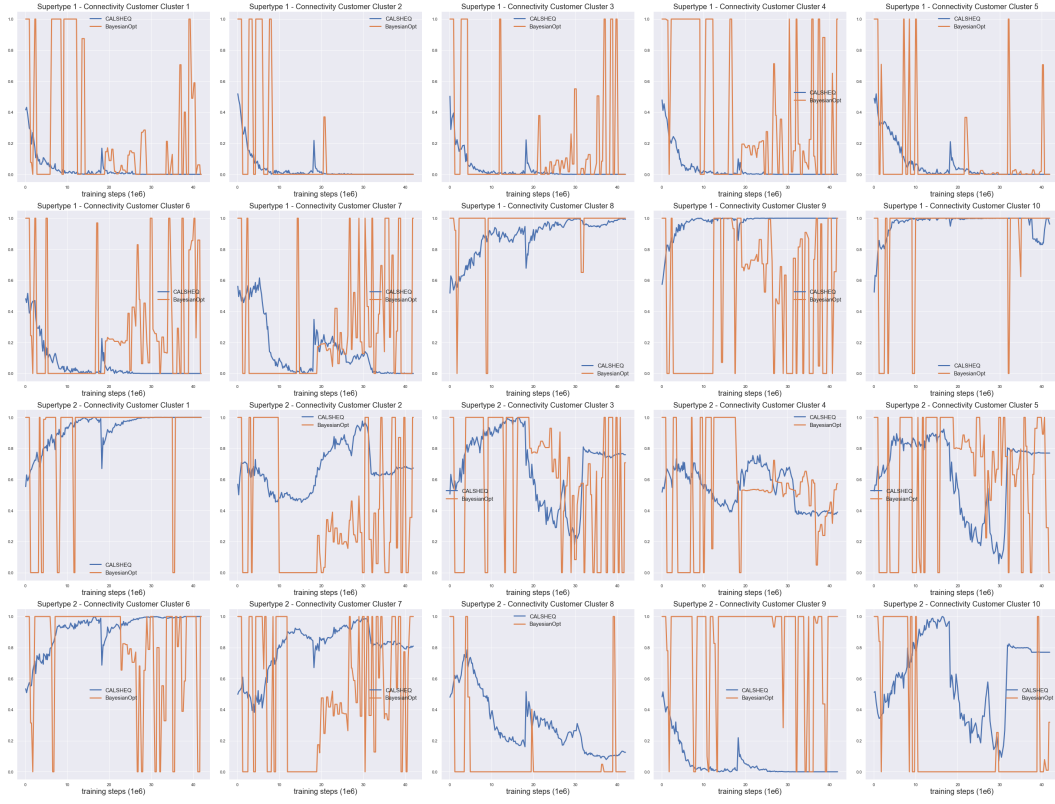 Supertype 1 - Connectivity Customer Cluster 1
Supertype 1 - Connectivity Customer Cluster 2
Supertype 1 - Connectivity Customer Cluster 3
Supertype 1 - Connectivity Customer Cluster 4
Supertype 1 - Connectivity Customer Cluster 5
CALSHEQ
BayesianOpt
CALSHEQ
BayesianOpt
CALSHEQ
BayesianOpt
CALSHEQ
BayesianOpt
CALSHEQ
BayesianOpt
training steps (1e6)
training steps (1e6)
training steps (1e6)
training steps (1e6)
training steps (1e6)
Supertype 1 - Connectivity Customer Cluster 6
Supertype 1 - Connectivity Customer Cluster 7
Supertype 1 - Connectivity Customer Cluster 8
Supertype 1 - Connectivity Customer Cluster 9
Supertype 1 - Connectivity Customer Cluster 10
CALSHEQ
BayesianOpt
CALSHEQ
BayesianOpt
CALSHEQ
BayesianOpt
CALSHEQ
BayesianOpt
CALSHEQ
BayesianOpt
training steps (1e6)
training steps (1e6)
training steps (1e6)
training steps (1e6)
training steps (1e6)
Supertype 2 - Connectivity Customer Cluster 1
Supertype 2 - Connectivity Customer Cluster 2
Supertype 2 - Connectivity Customer Cluster 3
Supertype 2 - Connectivity Customer Cluster 4
Supertype 2 - Connectivity Customer Cluster 5
CALSHEQ
BayesianOpt
CALSHEQ
BayesianOpt
CALSHEQ
BayesianOpt
CALSHEQ
BayesianOpt
CALSHEQ
BayesianOpt
training steps (1e6)
training steps (1e6)
training steps (1e6)
training steps (1e6)
training steps (1e6)
Supertype 2 - Connectivity Customer Cluster 6
Supertype 2 - Connectivity Customer Cluster 7
Supertype 2 - Connectivity Customer Cluster 8
Supertype 2 - Connectivity Customer Cluster 9
Supertype 2 - Connectivity Customer Cluster 10
CALSHEQ
BayesianOpt
CALSHEQ
BayesianOpt
CALSHEQ
BayesianOpt
CALSHEQ
BayesianOpt
CALSHEQ
BayesianOpt
training steps (1e6)
training steps (1e6)
training steps (1e6)
training steps (1e6)
training steps (1e6)